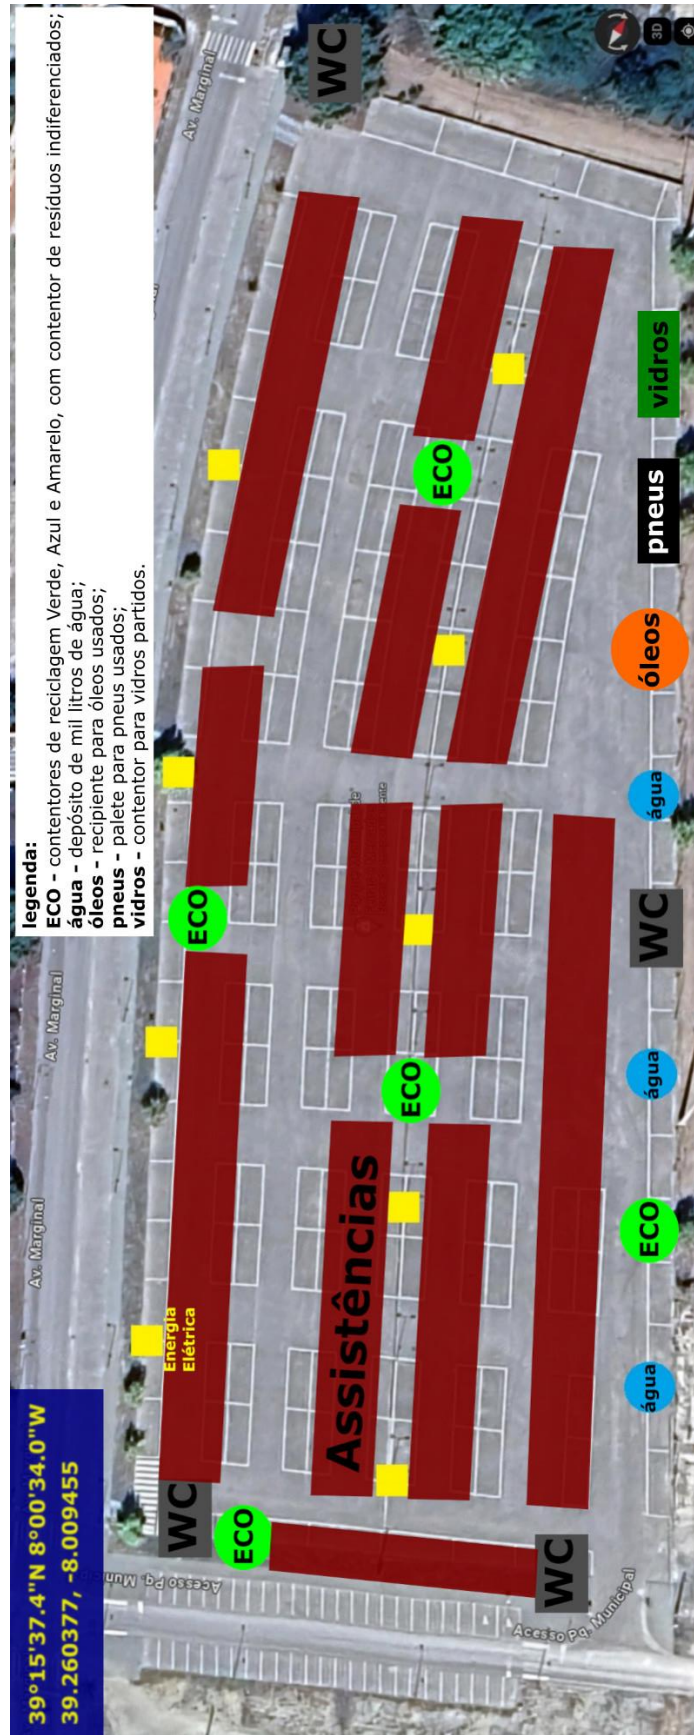 39°15'37.4"N 8°00'34.0"W
39.260377, -8.009455
legenda:
ECO - contentores de reciclagem Verde, Azul e Amarelo, com contentor de resíduos indiferenciados;
água - depósito de mil litros de água;
óleos - recipiente para óleos usados;
pneus - palete para pneus usados;
vidros - contentor para vidros partidos.
Av. Marginal
Av. Marginal
Av. Marginal
WC
3D
Energia
Elétrica
ECO
WC
ECO
Assistências
ECO
ECO
WC
Acesso Pq. Municipal
ECO
água
água
WC
água
óleos
pneus
vidros